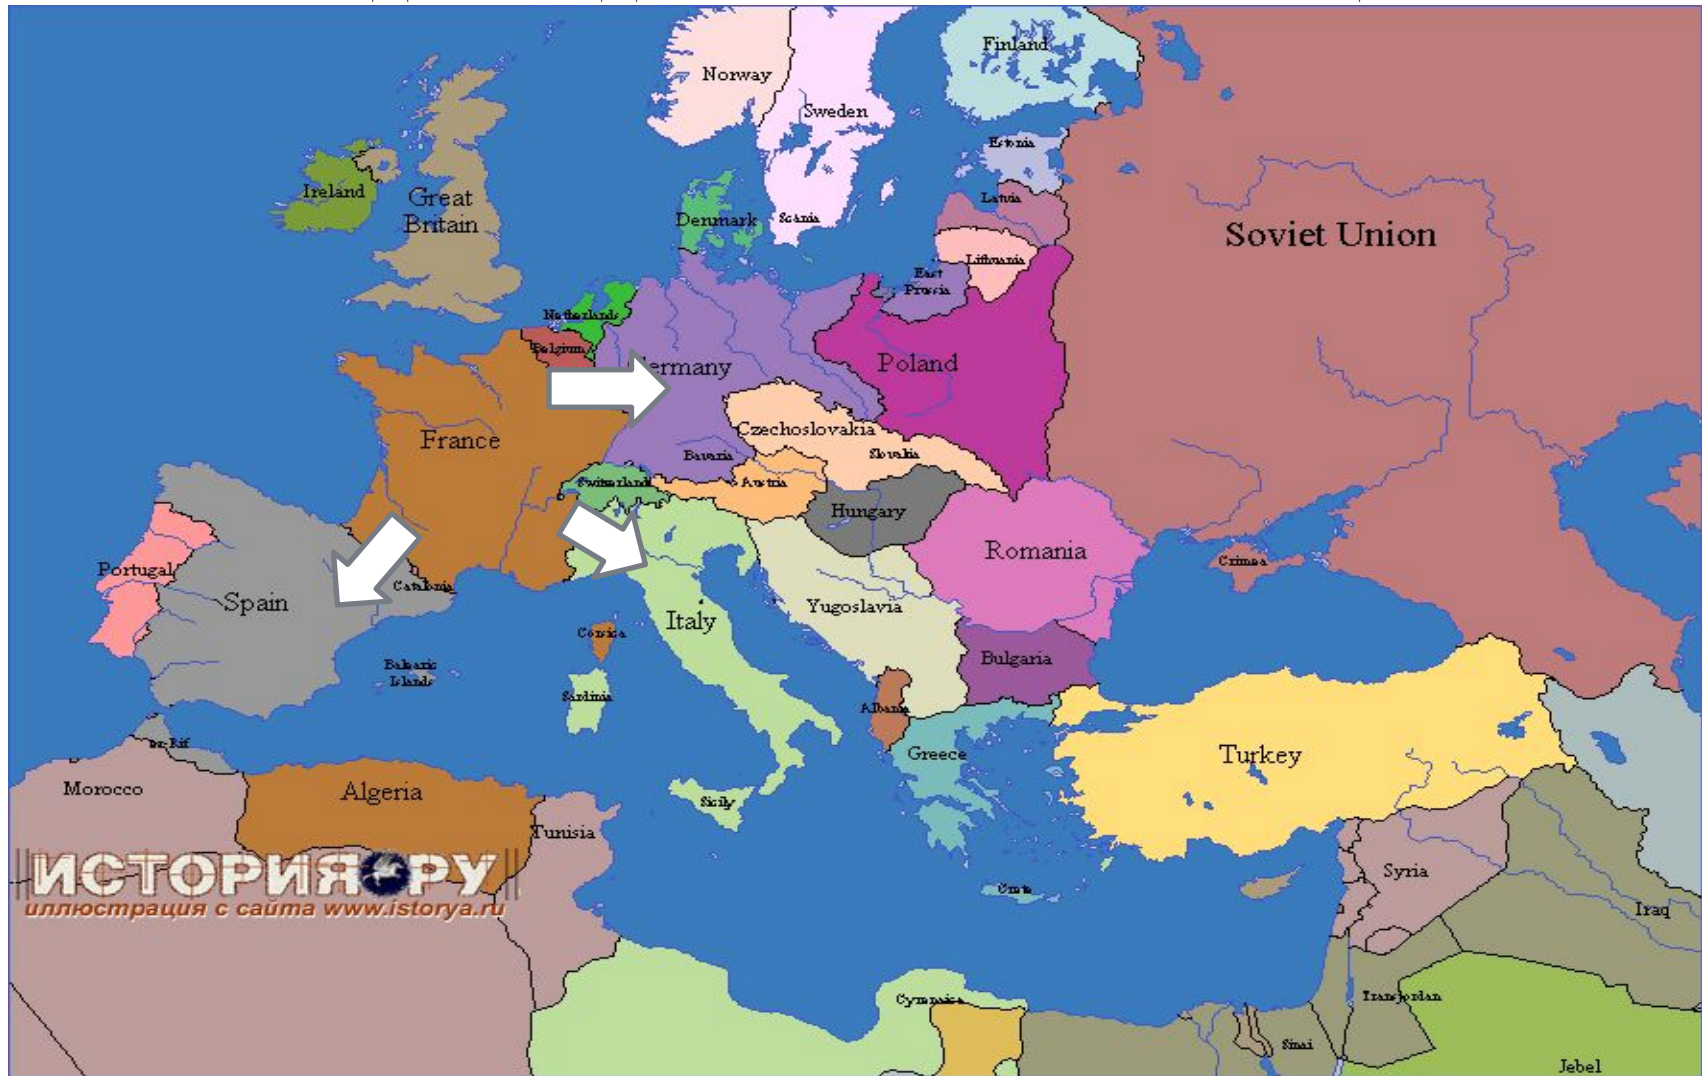 Finland
Norway
Sweden
Estonia
Ireland
Great
Britain
Latvia
Denmark
Scania
Soviet Union
Lithuania
East
Prussia
Netherlands
Belgium
Germany
Poland
France
Czechoslovakia
Bavaria
Slovakia
Switzerland
Austria
Hungary
Romania
Crimea
Portugal
Spain
Catalonia
Yugoslavia
Italy
Corsica
Bulgaria
Balearic
Islands
Sardinia
Albania
Greece
Turkey
Morocco
Algeria
Sicily
Tunisia
ИСТОРИЯ РУ
иллюстрация с сайта www.istorya.ru
Syria
Crete
Iraq
Transjordan
Sinai
Jebel